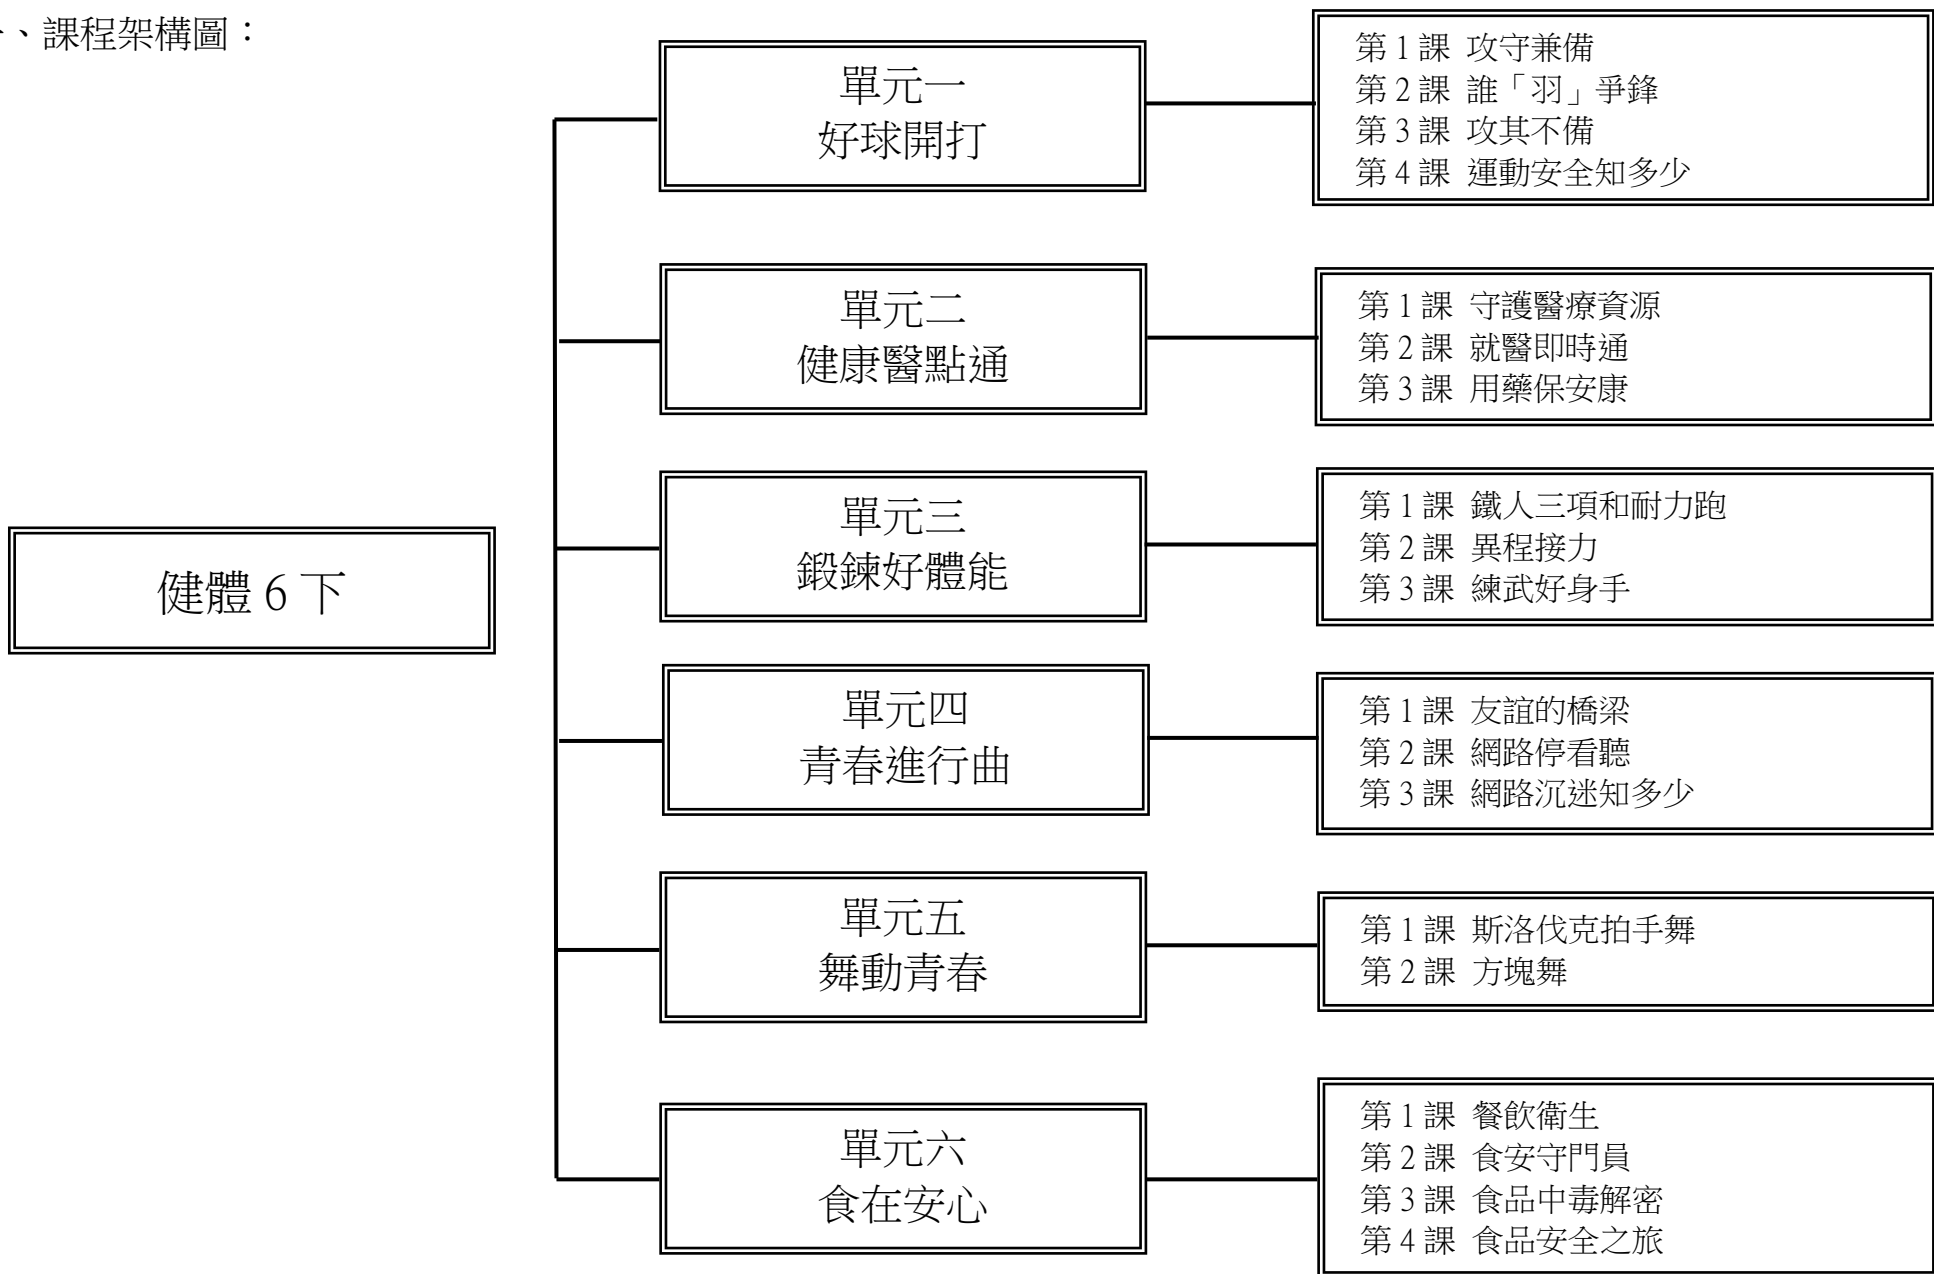 、課程架構圖：
健體 6 下
單元一
好球開打
第 1 課 攻守兼備
第 2 課 誰「羽」爭鋒
第 3 課 攻其不備
第 4 課 運動安全知多少
單元二
健康醫點通
第 1 課 守護醫療資源
第 2 課 就醫即時通
第 3 課 用藥保安康
單元三
鍛鍊好體能
第 1 課 鐵人三項和耐力跑
第 2 課 異程接力
第 3 課 練武好身手
單元四
青春進行曲
第 1 課 友誼的橋梁
第 2 課 網路停看聽
第 3 課 網路沉迷知多少
單元五
舞動青春
第 1 課 斯洛伐克拍手舞
第 2 課 方塊舞
單元六
食在安心
第 1 課 餐飲衛生
第 2 課 食安守門員
第 3 課 食品中毒解密
第 4 課 食品安全之旅